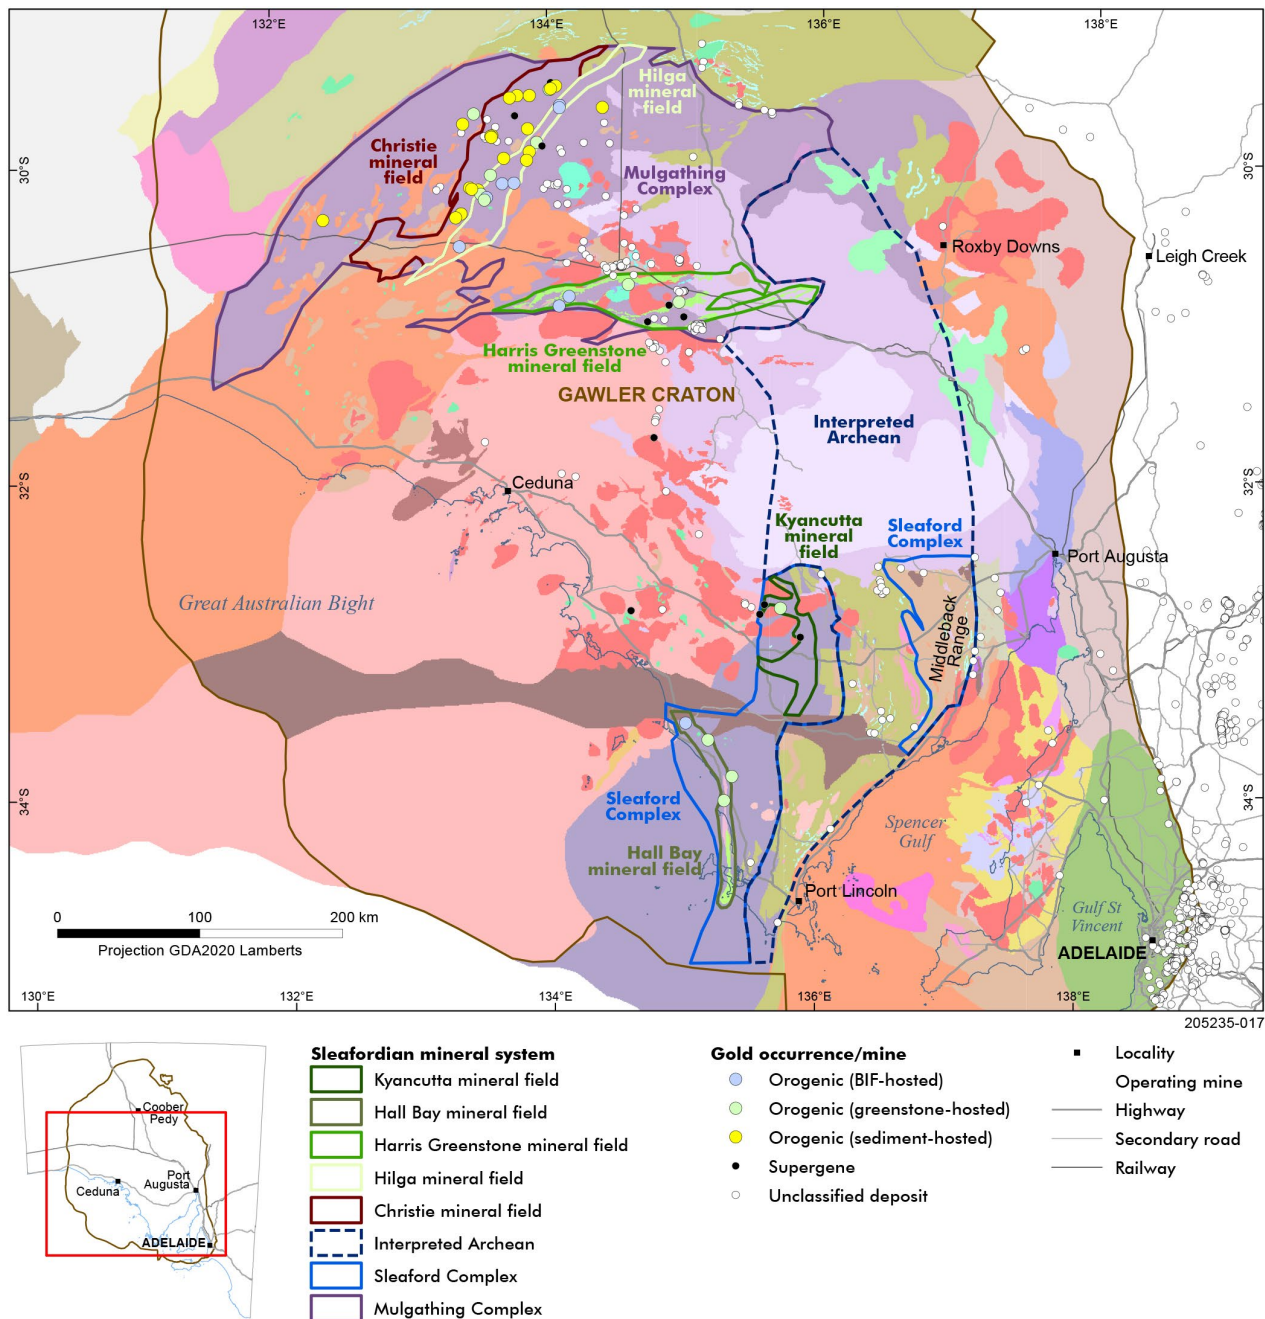 132°E
134°E
136°E
138°E
Hilga
mineral
field
Christie
mineral
field
30°S
30°S
Mulgathing
Complex
Roxby Downs
Leigh Creek
Harris Greenstone
mineral field
GAWLER CRATON
Interpreted
Archean
32°S
32°S
Ceduna
Kyancutta
mineral
field
Sleaford
Complex
Port Augusta
Great Australian Bight
Middleback
Range
34°S
34°S
Sleaford
Complex
Spencer
Gulf
Hall Bay
mineral field
Port Lincoln
Gulf St
Vincent
ADELAIDE
0
100
200 km
Projection GDA2020 Lamberts
130°E
132°E
134°E
136°E
138°E
205235-017
Coober
Pedy
Port
Augusta
Ceduna
ADELAIDE
Sleafordian mineral system
Kyancutta mineral field
Hall Bay mineral field
Harris Greenstone mineral field
Hilga mineral field
Christie mineral field
Interpreted Archean
Sleaford Complex
Mulgathing Complex
Gold occurrence/mine
Orogenic (BIF-hosted)
Orogenic (greenstone-hosted)
Orogenic (sediment-hosted)
Supergene
Unclassified deposit
Locality
Operating mine
Highway
Secondary road
Railway